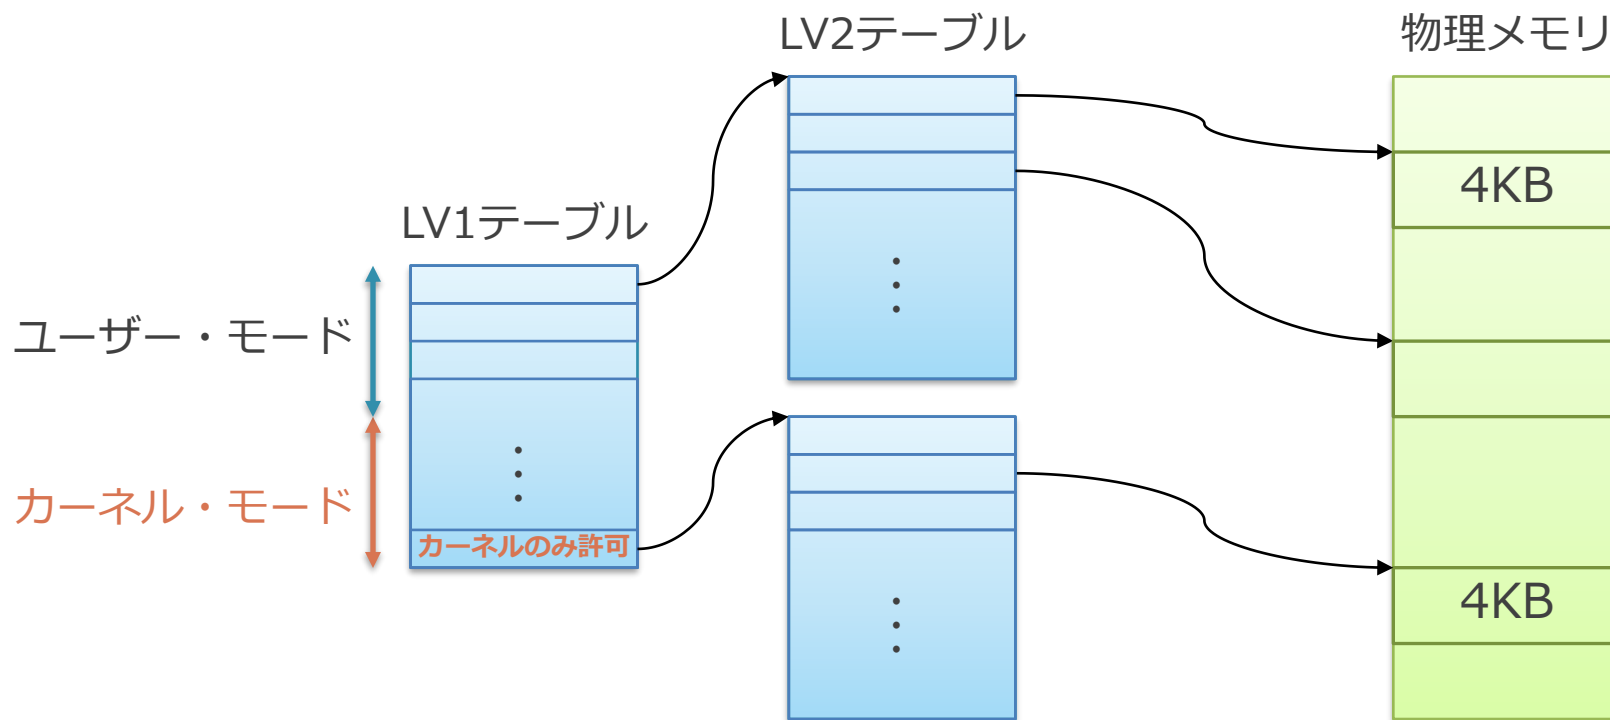 LV2テーブル
物理メモリ
4KB
LV1テーブル
ユーザー・モード
カーネル・モード
カーネルのみ許可
4KB